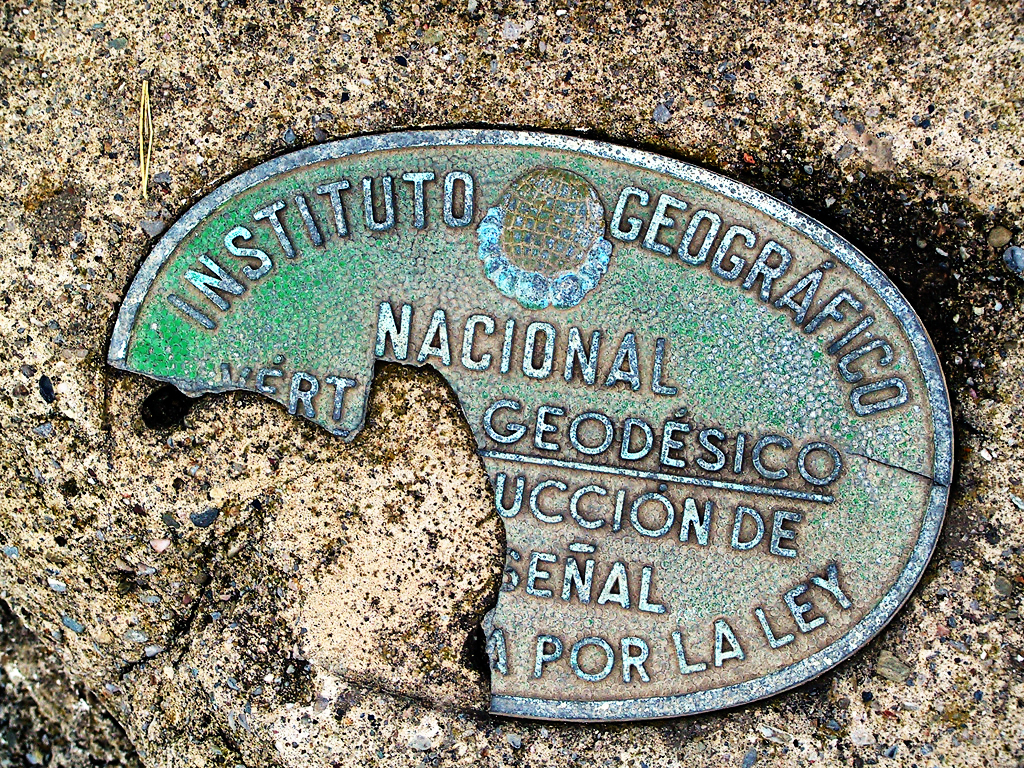 INSTITUTO GEOGRÁFICO
NACIONAL
VÉRT GEODÉSICO
UCCIÓN DE
SEÑAL
A POR LA LEY